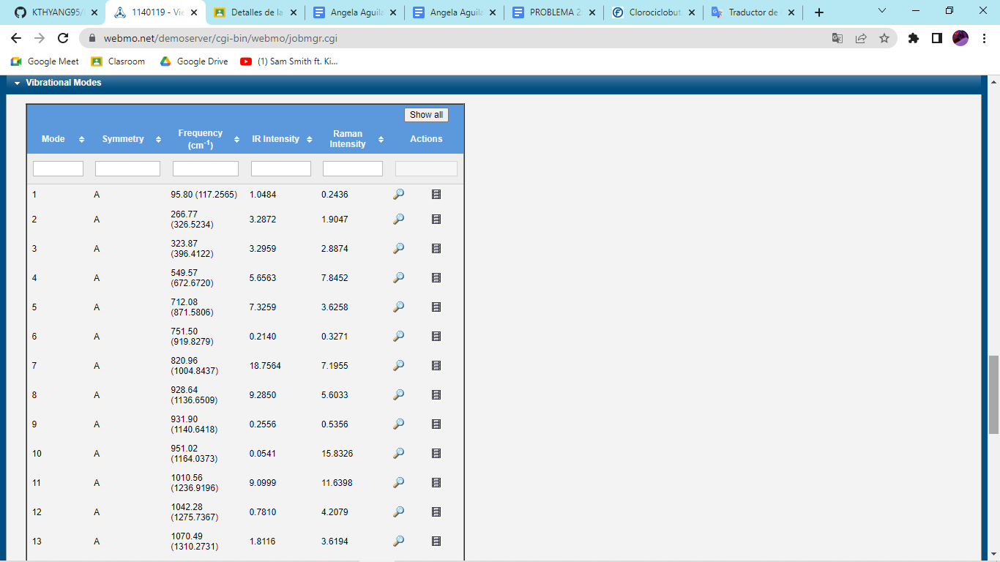 KTHYANG95/
1140119 - Vie
Detalles de la
Angela Aguila
Angela Aguila
PROBLEMA 2
Clorociclobut
Traductor de
webmo.net/demoserver/cgi-bin/webmo/jobmgr.cgi
Google Meet
Clasroom
Google Drive
(1) Sam Smith ft. Ki...
Vibrational Modes
Show all
Mode Symmetry Frequency (cm-1) IR Intensity Raman Intensity Actions
1 A 95.80 (117.2565) 1.0484 0.2436
2 A 266.77 (326.5234) 3.2872 1.9047
3 A 323.87 (396.4122) 3.2959 2.8874
4 A 549.57 (672.6720) 5.6563 7.8452
5 A 712.08 (871.5806) 7.3259 3.6258
6 A 751.50 (919.8279) 0.2140 0.3271
7 A 820.96 (1004.8437) 18.7564 7.1955
8 A 928.64 (1136.6509) 9.2850 5.6033
9 A 931.90 (1140.6418) 0.2556 0.5356
10 A 951.02 (1164.0373) 0.0541 15.8326
11 A 1010.56 (1236.9196) 9.0999 11.6398
12 A 1042.28 (1275.7367) 0.7810 4.2079
13 A 1070.49 (1310.2731) 1.8116 3.6194